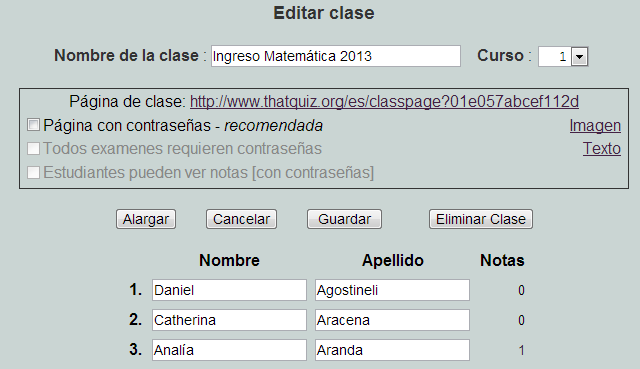 Editar clase
Nombre de la clase : Ingreso Matemática 2013 Curso : 1
Página de clase: http://www.thatquiz.org/es/classpage?01e057abcef112d
Página con contraseñas - recomendada Imagen
Todos examenes requieren contraseñas Texto
Estudiantes pueden ver notas [con contraseñas]
Alargar Cancelar Guardar Eliminar Clase
Nombre Apellido Notas
1. Daniel Agostineli 0
2. Catherina Aracena 0
3. Analía Aranda 1